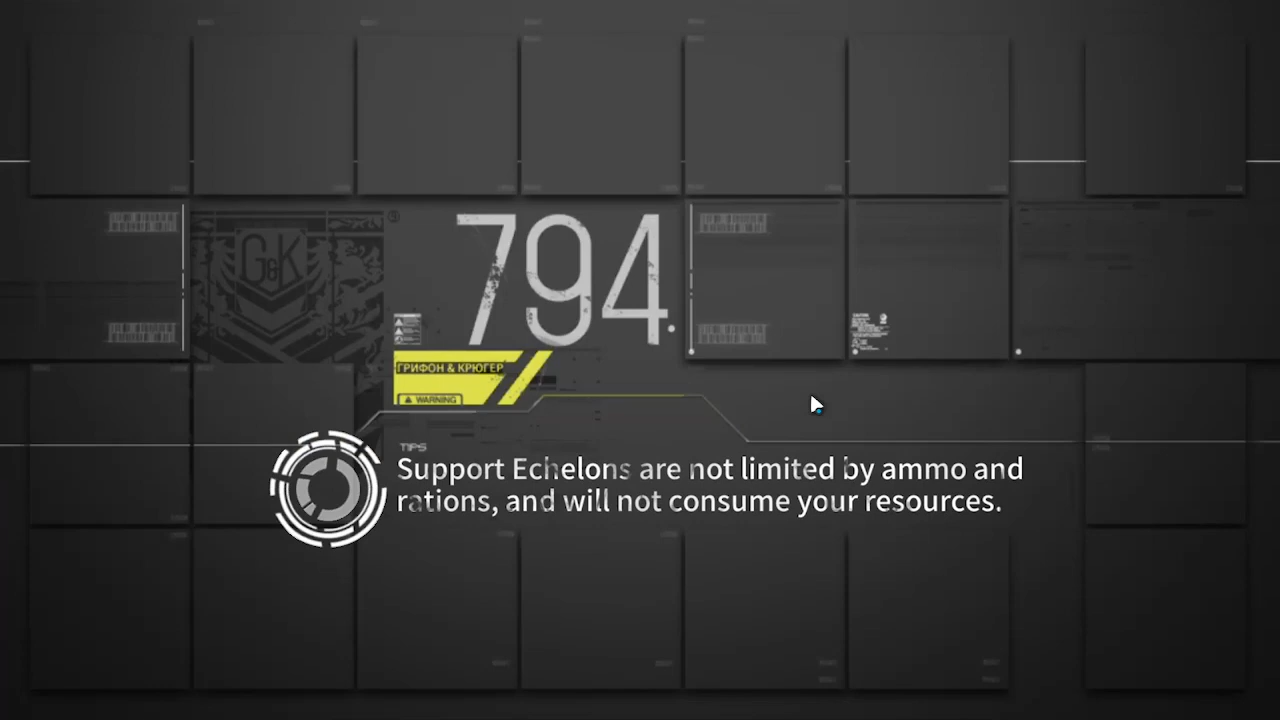 G&K
794.
ГРИФОН & КРЮГЕР
WARNING
TIPS
Support Echelons are not limited by ammo and
rations, and will not consume your resources.